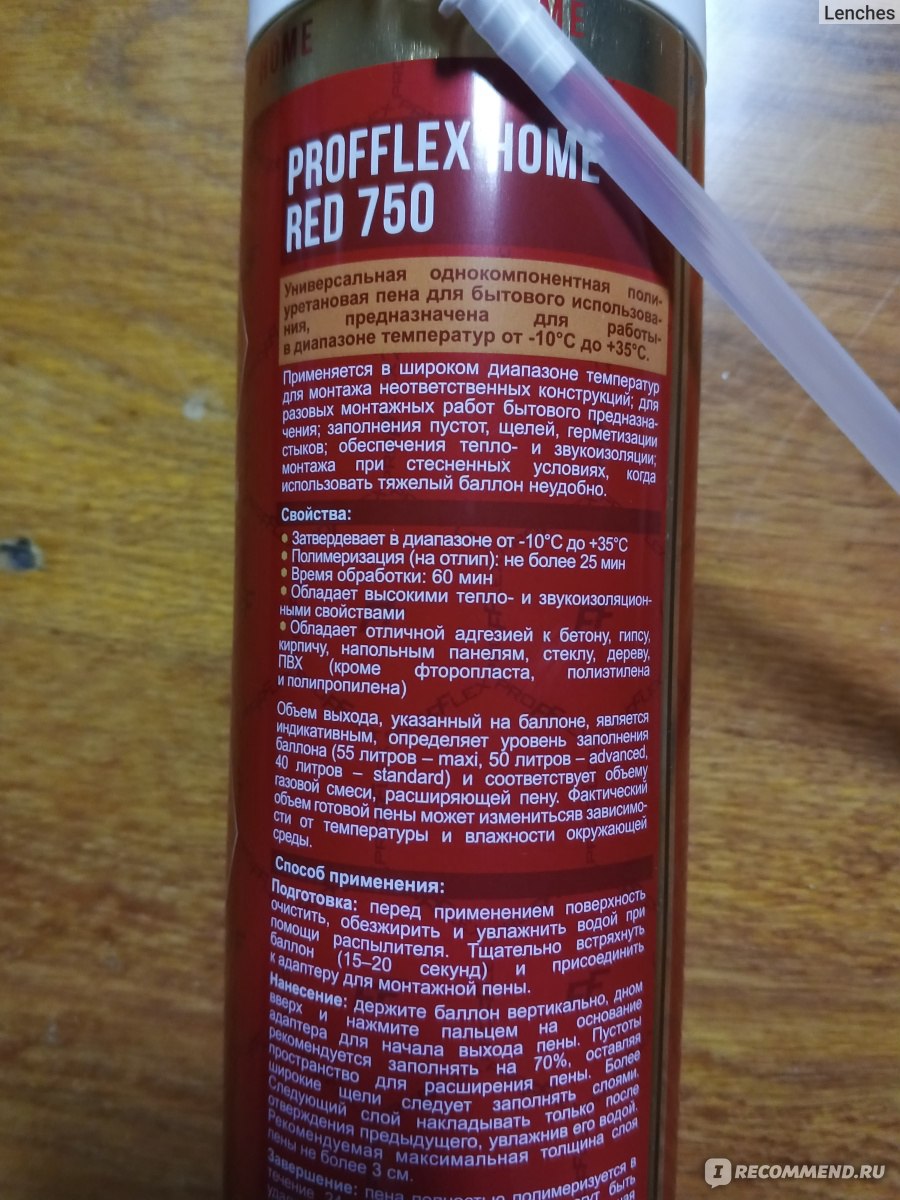 Lenches
HOME
ME
PROFFLEX HOME
RED 750
Универсальная однокомпонентная поли-
уретановая пена для бытового использова-
ния, предназначена для работы
в диапазоне температур от -10°C до +35°C.
Применяется в широком диапазоне температур
для монтажа неответственных конструкций; для
разовых монтажных работ бытового предназна-
чения; заполнения пустот, щелей, герметизации
стыков; обеспечения тепло- и звукоизоляции;
монтажа при стесненных условиях, когда
использовать тяжелый баллон неудобно.
Свойства:
• Затвердевает в диапазоне от -10°C до +35°C
• Полимеризация (на отлип): не более 25 мин
• Время обработки: 60 мин
• Обладает высокими тепло- и звукоизоляцион-
ными свойствами
• Обладает отличной адгезией к бетону, гипсу,
кирпичу, напольным панелям, стеклу, дереву,
ПВХ (кроме фторопласта, полиэтилена
и полипропилена)
Объем выхода, указанный на баллоне, является
индикативным, определяет уровень заполнения
баллона (55 литров – maxi, 50 литров – advanced,
40 литров – standard) и соответствует объему
газовой смеси, расширяющей пену. Фактический
объем готовой пены может изменитьсяв зависимо-
сти от температуры и влажности окружающей
среды.
Способ применения:
Подготовка: перед применением поверхность
очистить, обезжирить и увлажнить водой при
помощи распылителя. Тщательно встряхнуть
баллон (15–20 секунд) и присоединить
к адаптеру для монтажной пены.
Нанесение: держите баллон вертикально, дном
вверх и нажмите пальцем на основание
адаптера для начала выхода пены. Пустоты
рекомендуется заполнять на 70%, оставляя
пространство для расширения пены. Более
широкие щели следует заполнять слоями.
Следующий слой накладывать только после
отверждения предыдущего, увлажнив его водой.
Рекомендуемая максимальная толщина слоя
пены не более 3 см.
Завершение: пена полностью полимеризуется в
течение 24
быть
I RECOMMEND.RU